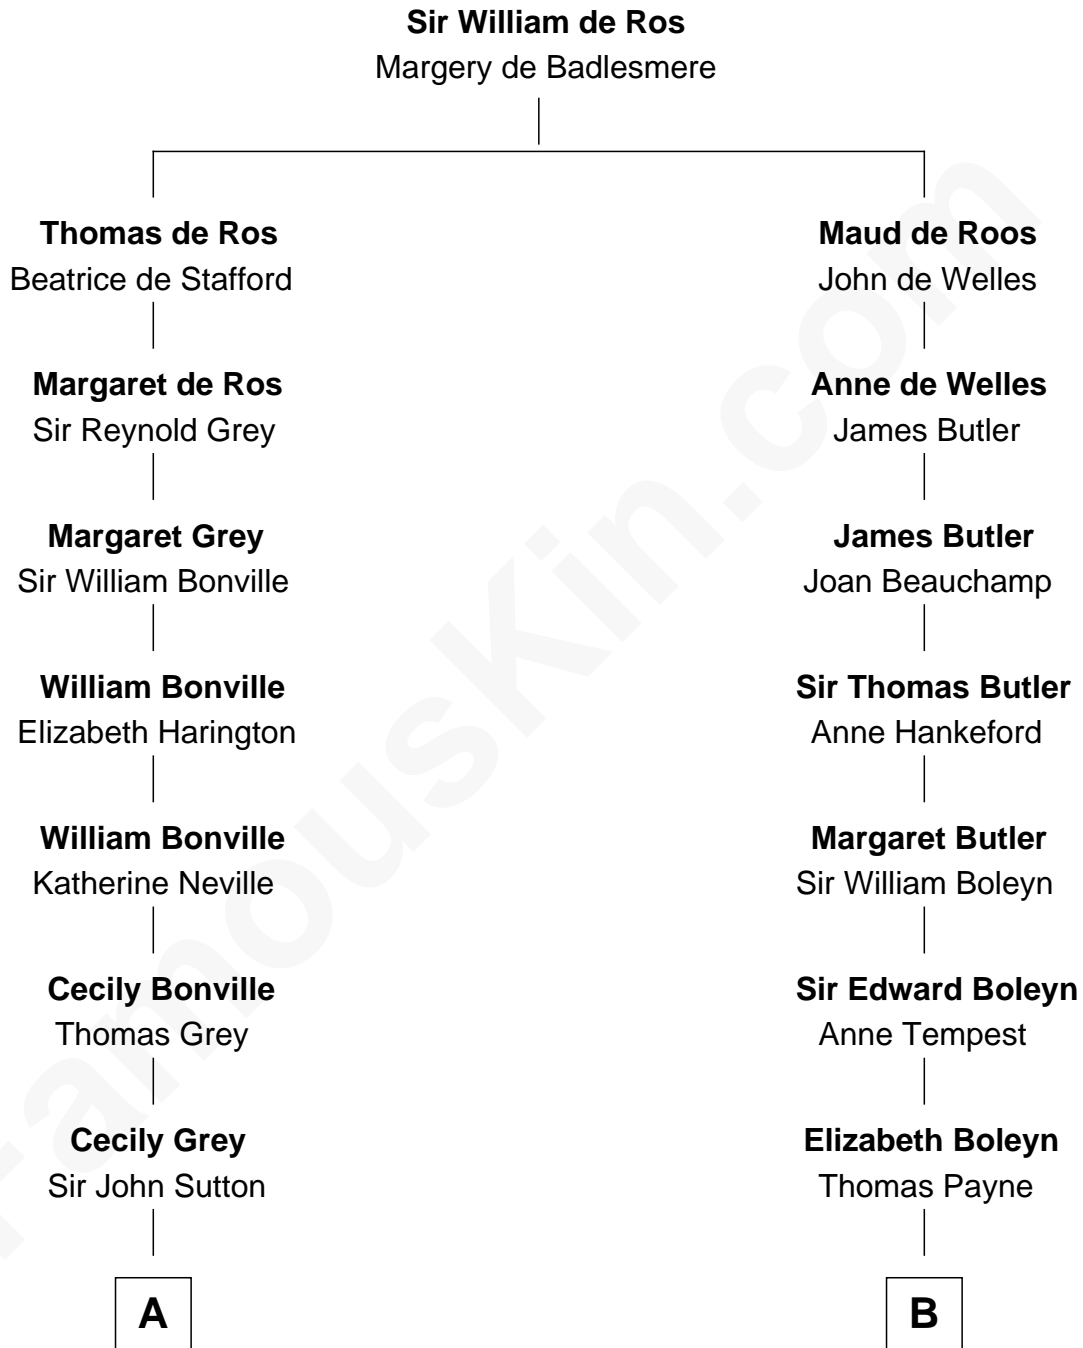 Sir William de Ros
Margery de Badlesmere
Thomas de Ros
Beatrice de Stafford
Margaret de Ros
Sir Reynold Grey
Margaret Grey
Sir William Bonville
William Bonville
Elizabeth Harington
William Bonville
Katherine Neville
Cecily Bonville
Thomas Grey
Cecily Grey
Sir John Sutton
A
Maud de Roos
John de Welles
Anne de Welles
James Butler
James Butler
Joan Beauchamp
Sir Thomas Butler
Anne Hankeford
Margaret Butler
Sir William Boleyn
Sir Edward Boleyn
Anne Tempest
Elizabeth Boleyn
Thomas Payne
B
FamousKin.com